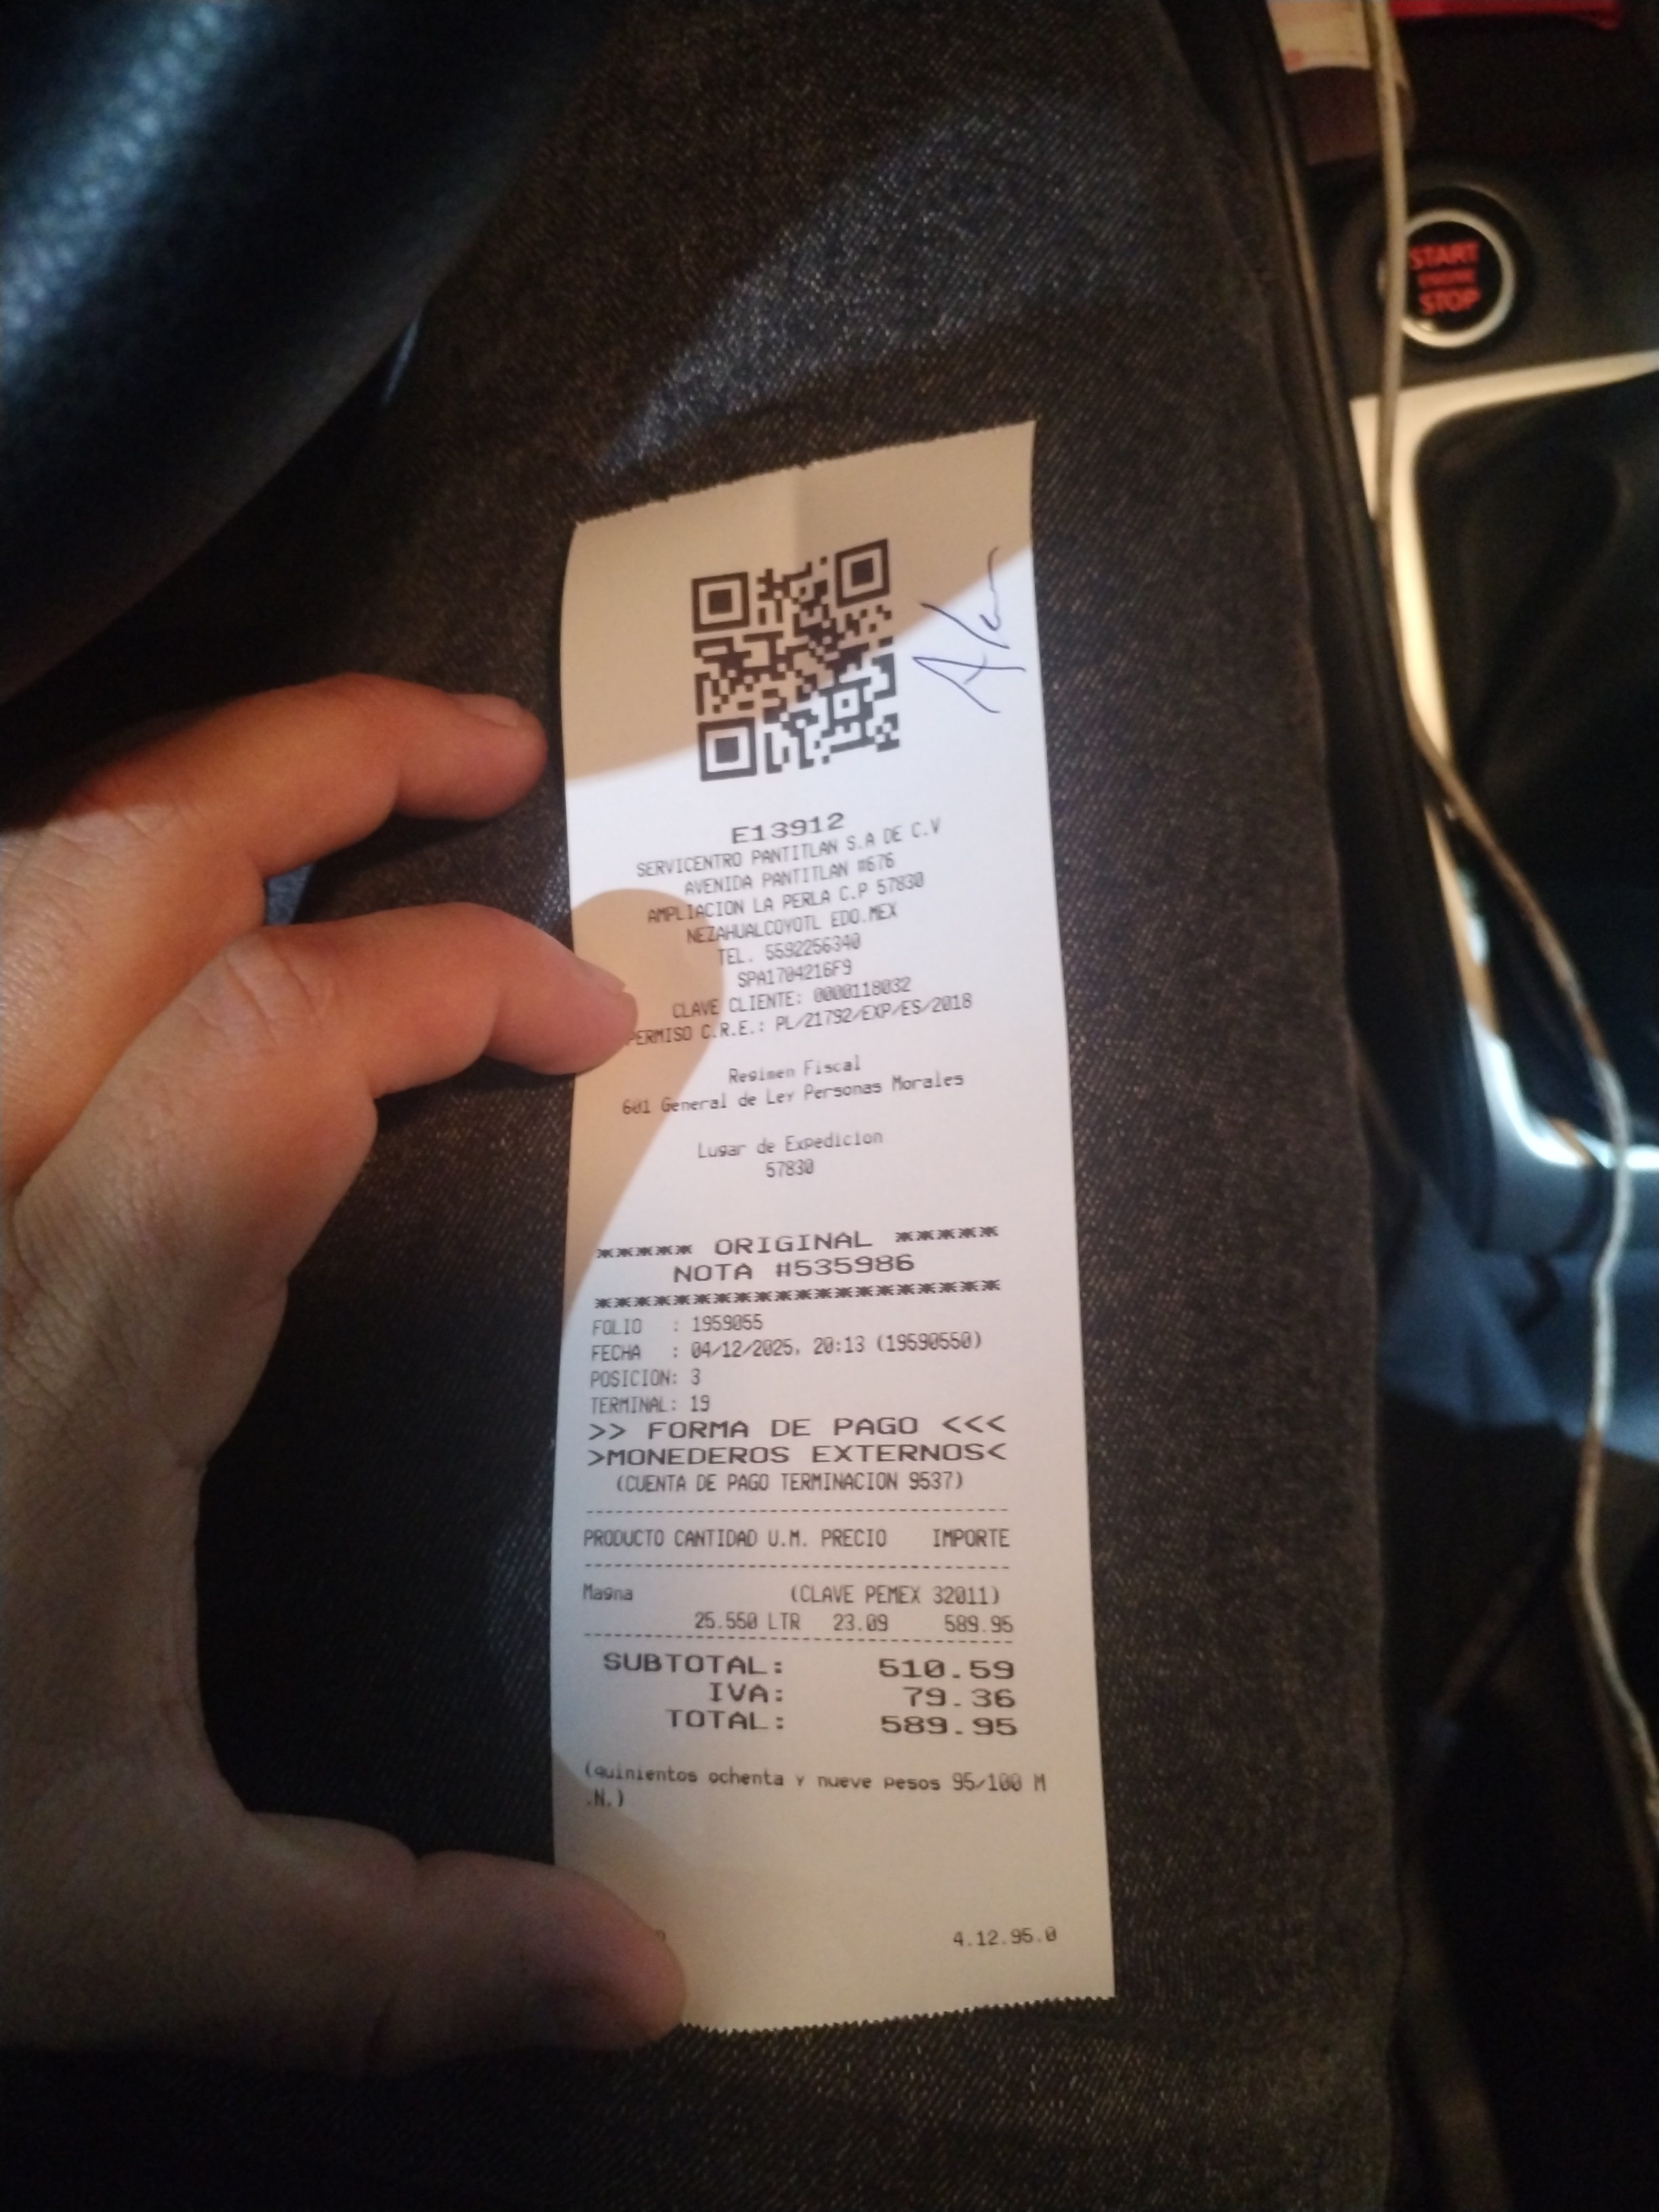 E13912
SERVICENTRO PANTITLAN S.A DE C.V
AVENIDA PANTITLAN #676
AMPLIACION LA PERLA C.P 57830
NEZAHUALCOYOTL EDO.MEX
TEL. 5592256340
SPA1704216F9
CLAVE CLIENTE: 0000118032
PERMISO C.R.E.: PL/21792/EXP/ES/2018
Regimen Fiscal
601 General de Ley Personas Morales
Lugar de Expedicion
57830
***** ORIGINAL *****
NOTA #535986
*********************
FOLIO : 1959055
FECHA : 04/12/2025, 20:13 (19590550)
POSICION: 3
TERMINAL: 19
>> FORMA DE PAGO <<<
>MONEDEROS EXTERNOS<
(CUENTA DE PAGO TERMINACION 9537)
PRODUCTO CANTIDAD U.M. PRECIO IMPORTE
Magna (CLAVE PEMEX 32011)
25.550 LTR 23.09 589.95
SUBTOTAL: 510.59
IVA: 79.36
TOTAL: 589.95
(quinientos ochenta y nueve pesos 95/100 M
.N.)
4.12.95.0
START
ENGINE
STOP